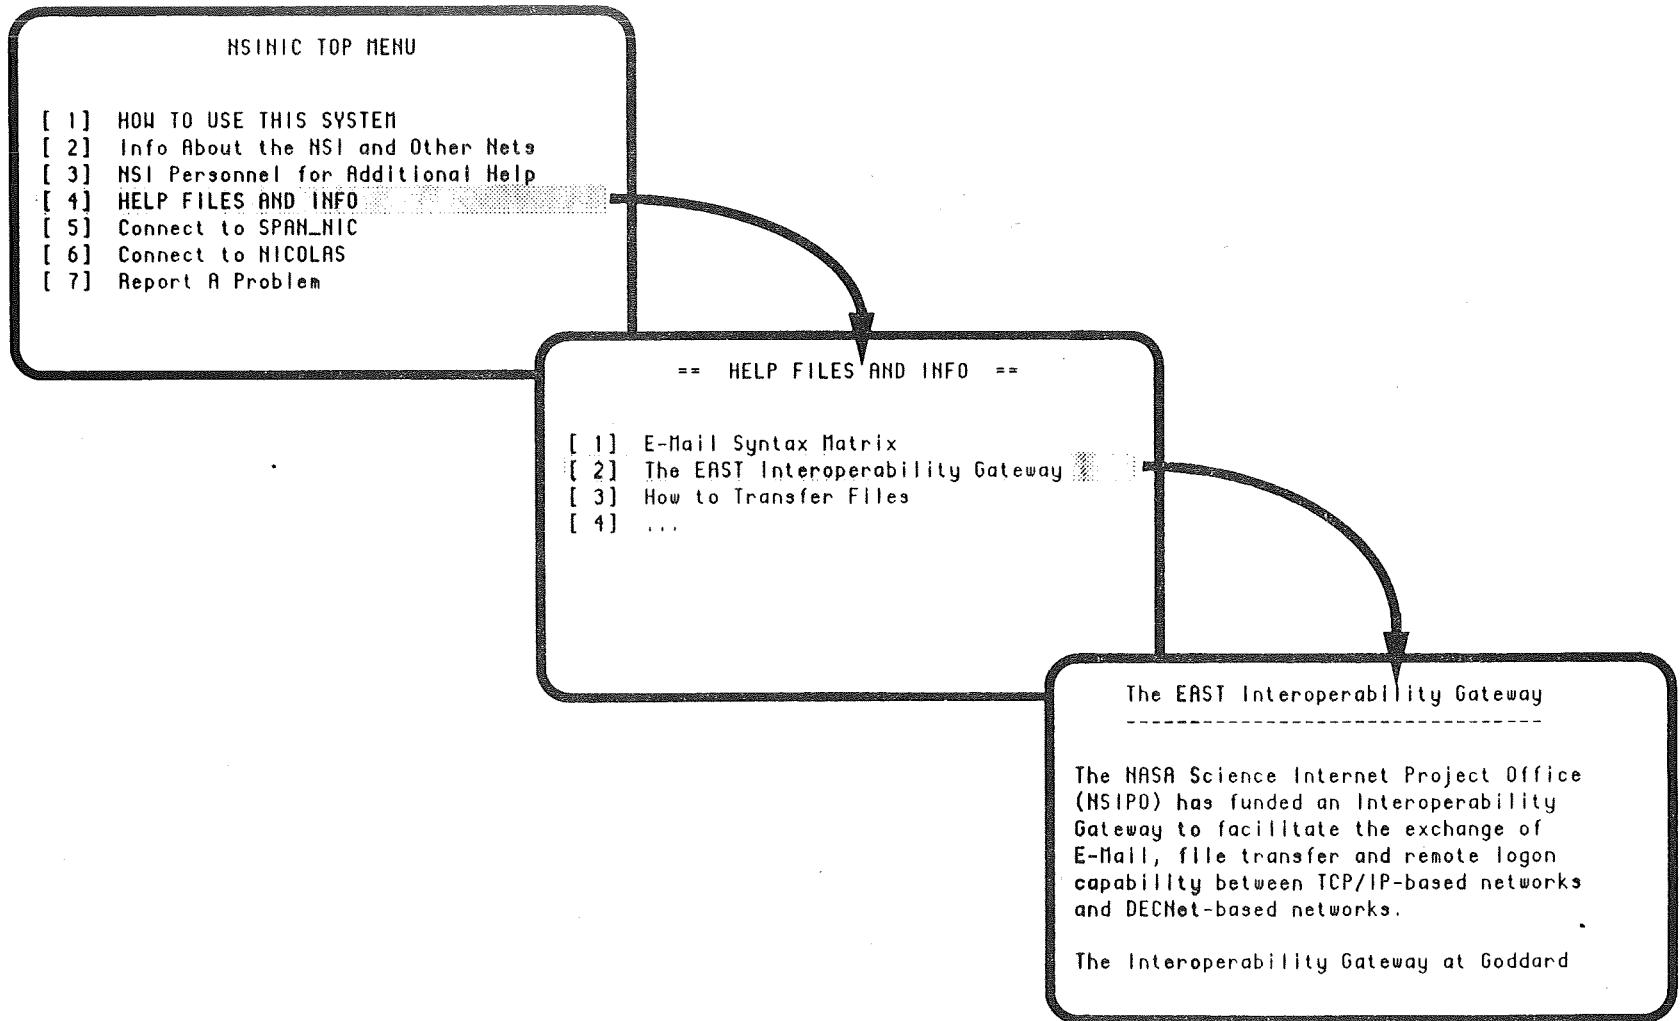 NSINIC TOP MENU
[ 1] HOW TO USE THIS SYSTEM
[ 2] Info About the NSI and Other Nets
[ 3] NSI Personnel for Additional Help
[ 4] HELP FILES AND INFO
[ 5] Connect to SPAN_NIC
[ 6] Connect to NICOLAS
[ 7] Report A Problem
== HELP FILES AND INFO ==
[ 1] E-Mail Syntax Matrix
[ 2] The EAST Interoperability Gateway
[ 3] How to Transfer Files
[ 4] ...
The EAST Interoperability Gateway
---------------------------------
The NASA Science Internet Project Office
(NSIPO) has funded an Interoperability
Gateway to facilitate the exchange of
E-Mail, file transfer and remote logon
capability between TCP/IP-based networks
and DECNet-based networks.
The Interoperability Gateway at Goddard